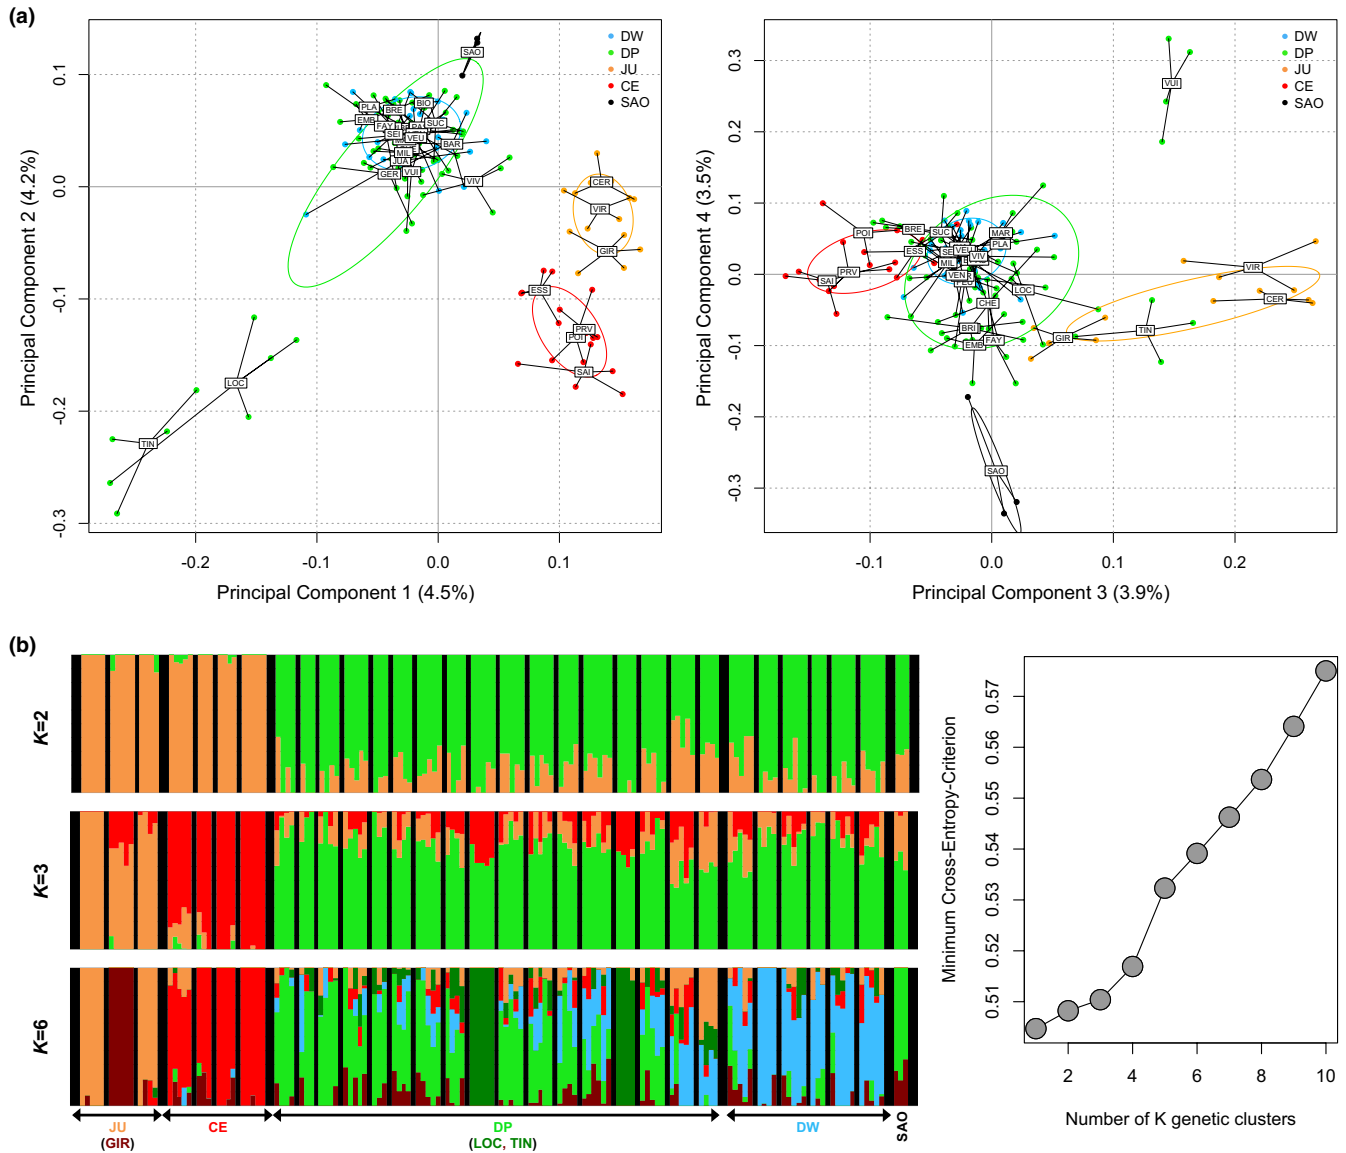 (a)
DW
DP
JU
CE
SAO
SAO
PLA
BRE
BIO
EMB
FAY
SUC
SEI
VEU
BAR
MIL
JUA
GER
VUI
VIV
CER
VIR
GIR
ESS
PRV
POI
SAI
LOC
TIN
0.1
0.0
-0.1
-0.2
-0.3
-0.2
-0.1
0.0
0.1
Principal Component 2 (4.2%)
Principal Component 1 (4.5%)
DW
DP
JU
CE
SAO
VUI
POI
BRE
SUC
MAR
PLA
ESS
VIV
MIL
VEN
PRV
SAI
LOC
CHE
BRI
EMB
FAY
VIR
CER
TIN
GIR
SAO
0.3
0.2
0.1
0.0
-0.1
-0.2
-0.3
-0.1
0.0
0.1
0.2
Principal Component 4 (3.5%)
Principal Component 3 (3.9%)
(b)
K=2
K=3
K=6
JU
(GIR)
CE
DP
(LOC, TIN)
DW
SAO
Minimum Cross-Entropy-Criterion
0.57
0.56
0.55
0.54
0.53
0.52
0.51
2
4
6
8
10
Number of K genetic clusters